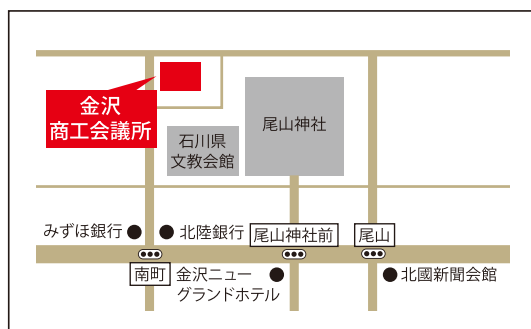 金沢
商工会議所
尾山神社
石川県
文教会館
みずほ銀行
北陸銀行
尾山神社前
尾山
南町
金沢ニュー
グランドホテル
北國新聞会館